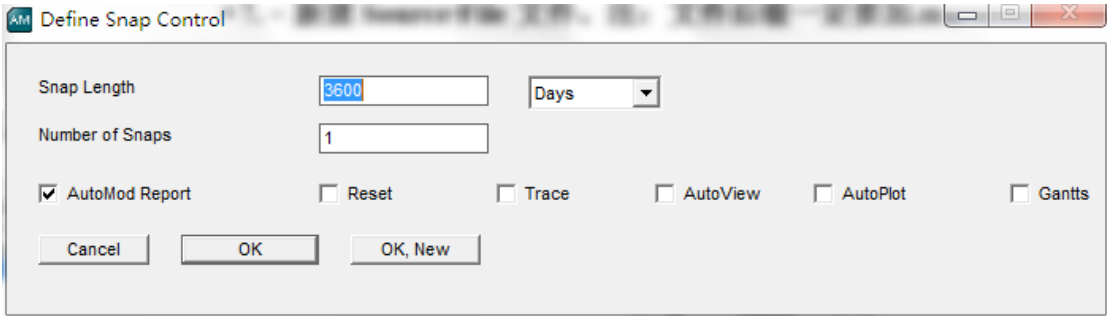 AM Define Snap Control
Snap Length 3600 Days
Number of Snaps 1
AutoMod Report Reset Trace AutoView AutoPlot Gantts
Cancel OK OK, New